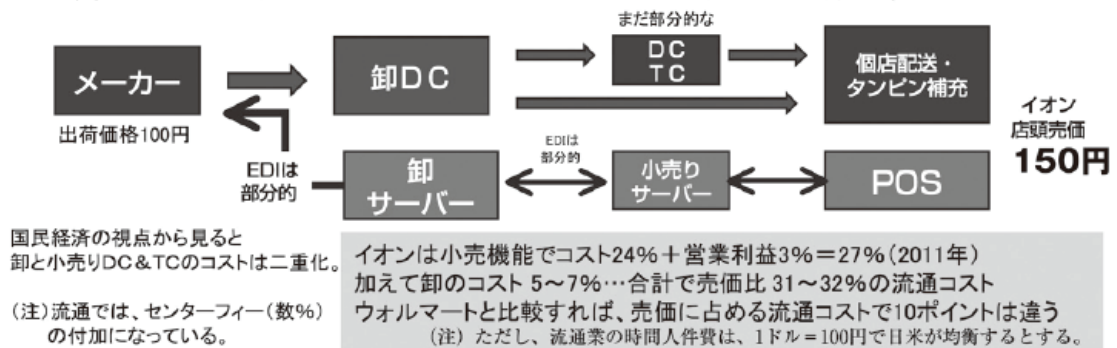 まだ部分的な
メーカー
卸DC
DC
TC
個店配送・
タンピン補充
出荷価格100円
イオン
店頭売価
150円
EDIは
部分的
卸
サーバー
EDIは
部分的
小売り
サーバー
POS
国民経済の視点から見ると
卸と小売りDC&TCのコストは二重化。
(注)流通では、センターフィー(数%)
の付加になっている。
イオンは小売機能でコスト24%+営業利益3%=27%(2011年)
加えて卸のコスト 5～7%…合計で売価比 31～32%の流通コスト
ウォルマートと比較すれば、売価に占める流通コストで10ポイントは違う
(注) ただし、流通業の時間人件費は、1ドル=100円で日米が均衡するとする。